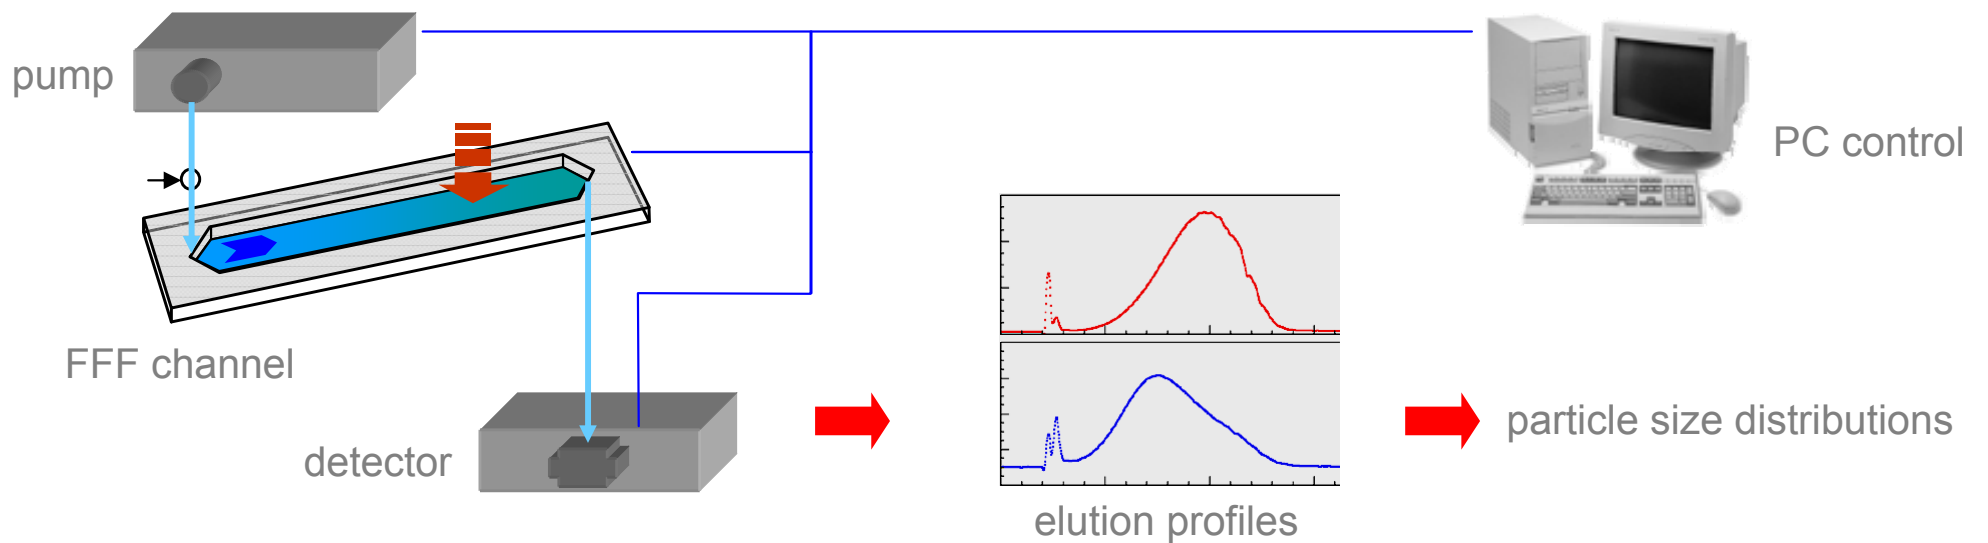 pump
PC control
FFF channel
detector
particle size distributions
elution profiles